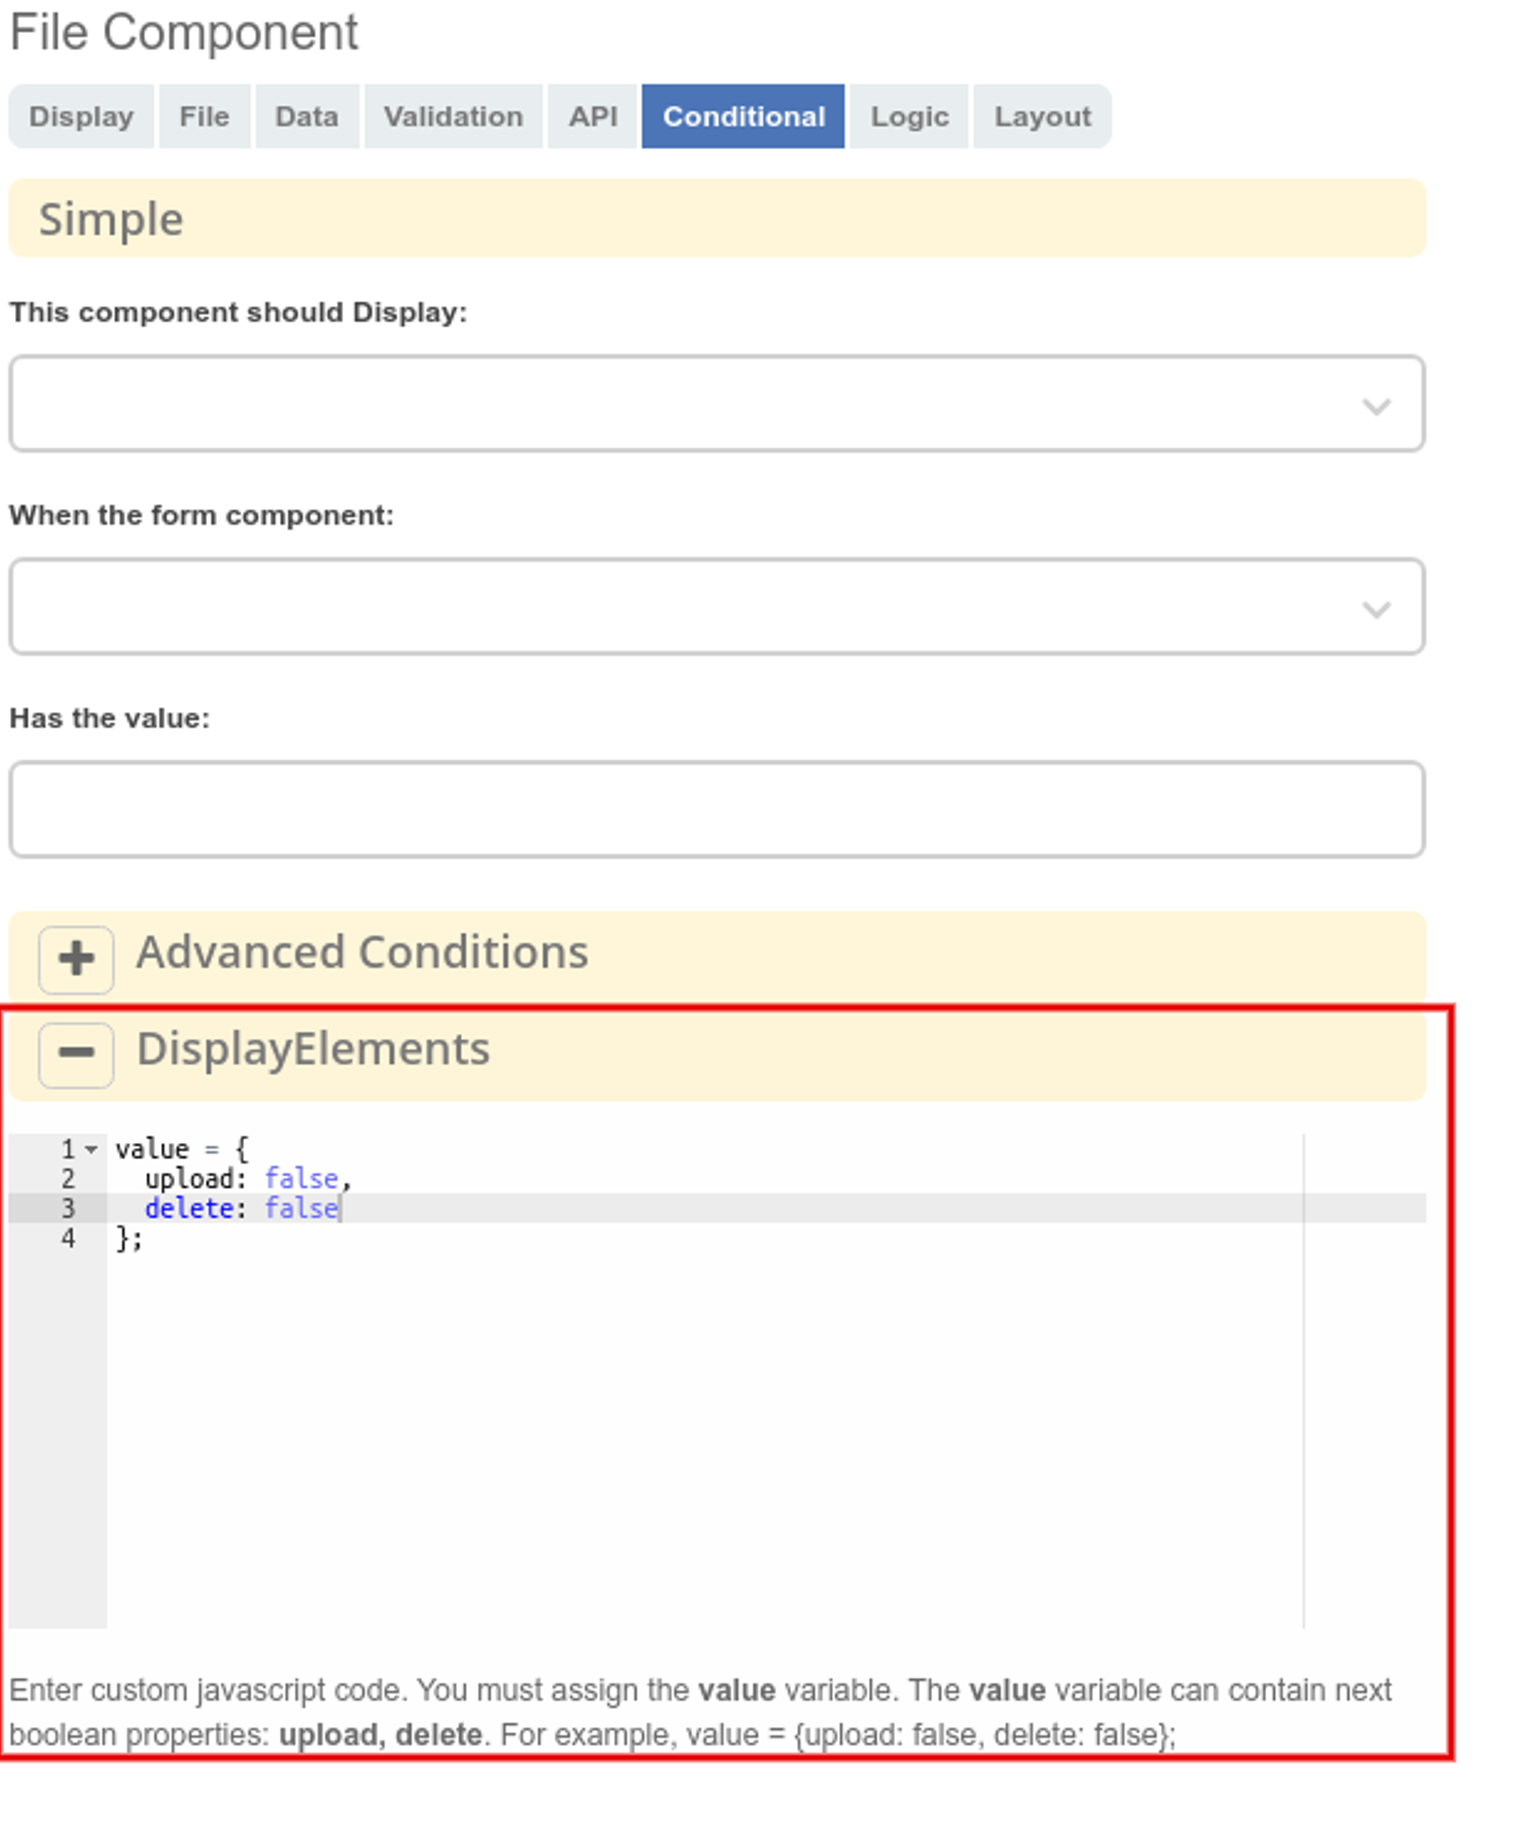 File Component
Display File Data Validation API Conditional Logic Layout
Simple
This component should Display:
When the form component:
Has the value:
Advanced Conditions
DisplayElements
1 value = {
2 upload: false,
3 delete: false
4 };
Enter custom javascript code. You must assign the value variable. The value variable can contain next
boolean properties: upload, delete. For example, value = {upload: false, delete: false};